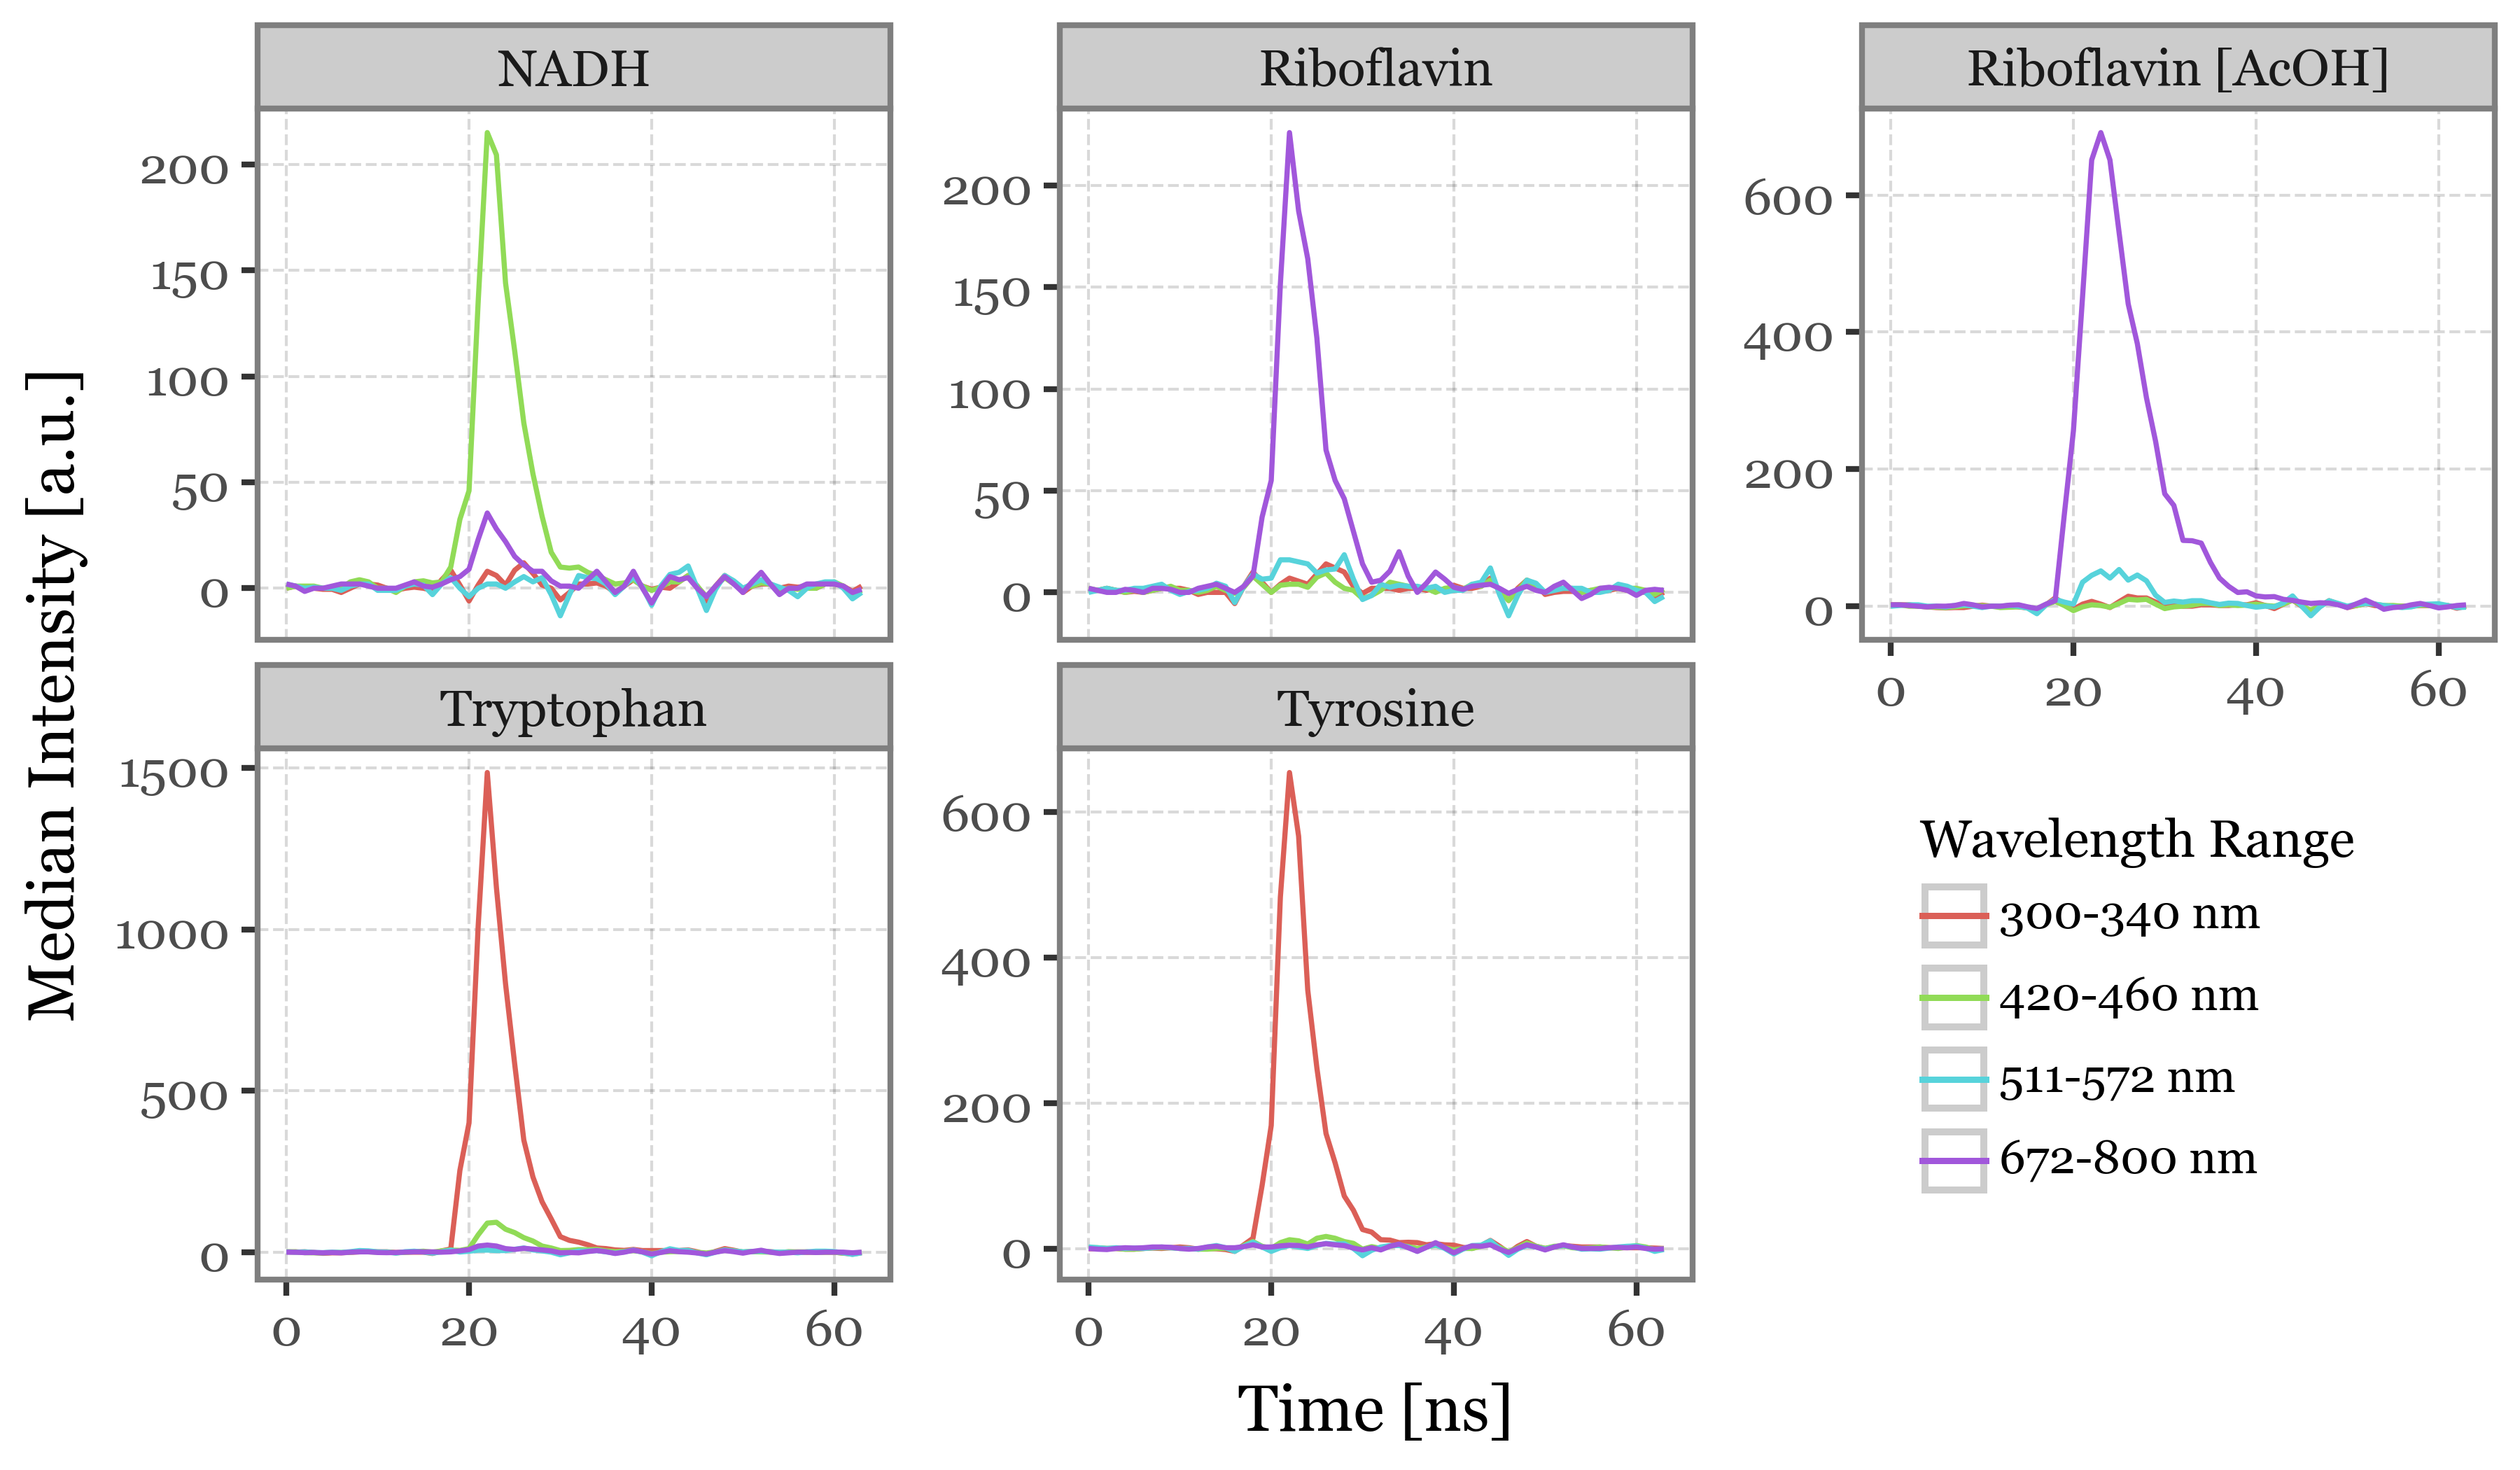 NADH
Riboflavin
Riboflavin [AcOH]
200
150
100
50
0
200
150
100
50
0
600
400
200
0
0 20 40 60
Median Intensity [a.u.]
Tryptophan
Tyrosine
1500
1000
500
0
600
400
200
0
0 20 40 60
0 20 40 60
Time [ns]
Wavelength Range
300-340 nm
420-460 nm
511-572 nm
672-800 nm